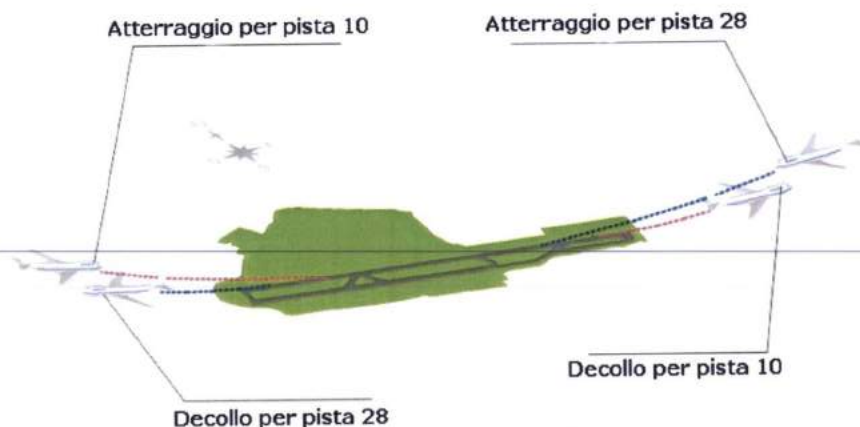 Atterraggio per pista 10
Atterraggio per pista 28
Decollo per pista 10
Decollo per pista 28